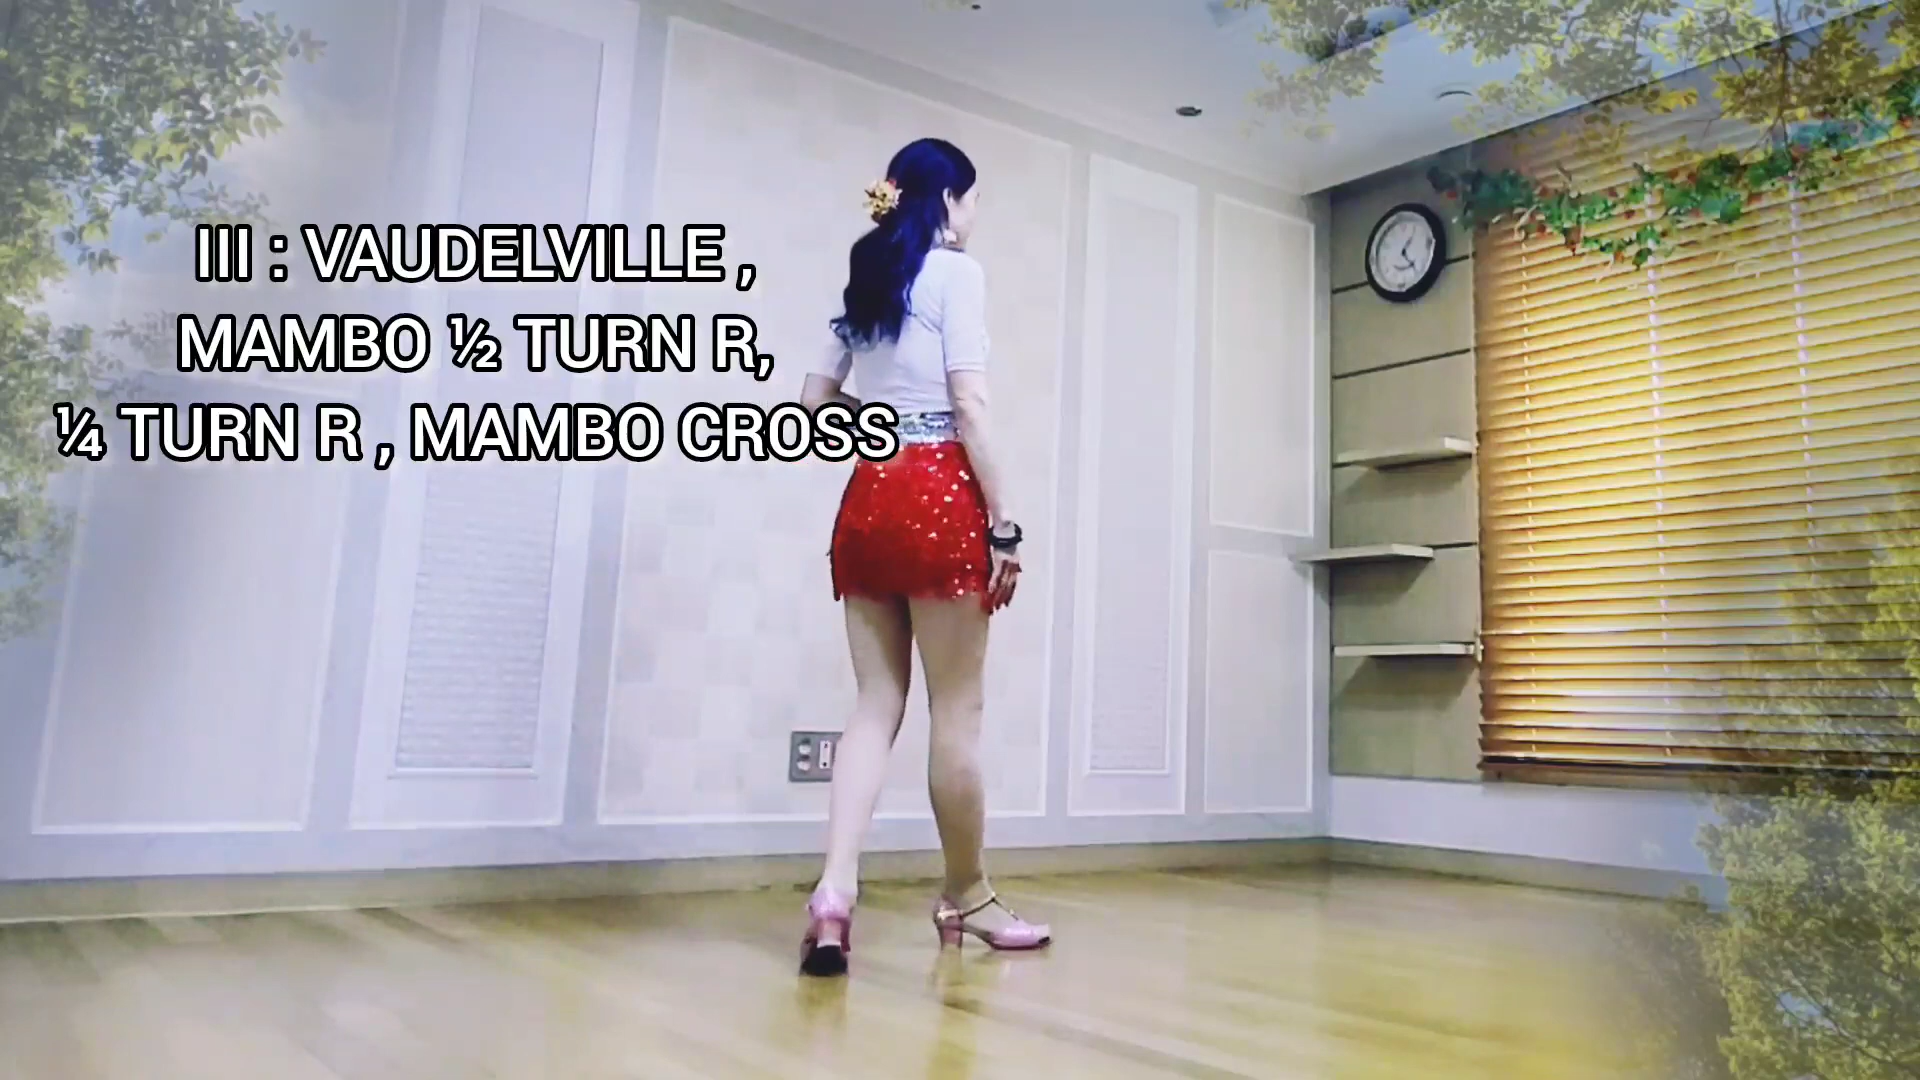 III : VAUDELVILLE ,
MAMBO ½ TURN R,
¼ TURN R , MAMBO CROSS